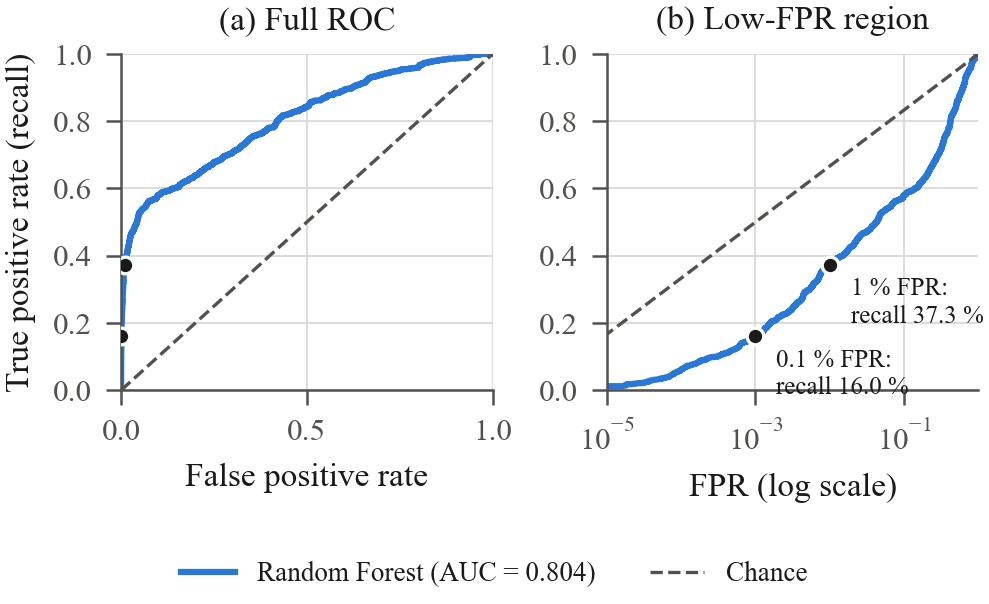 (a) Full ROC
True positive rate (recall)
1.0
0.8
0.6
0.4
0.2
0.0
0.0 0.5 1.0
False positive rate
(b) Low-FPR region
1.0
0.8
0.6
0.4
0.2
0.0
1 % FPR:
recall 37.3 %
0.1 % FPR:
recall 16.0 %
10⁻⁵ 10⁻³ 10⁻¹
FPR (log scale)
Random Forest (AUC = 0.804) Chance